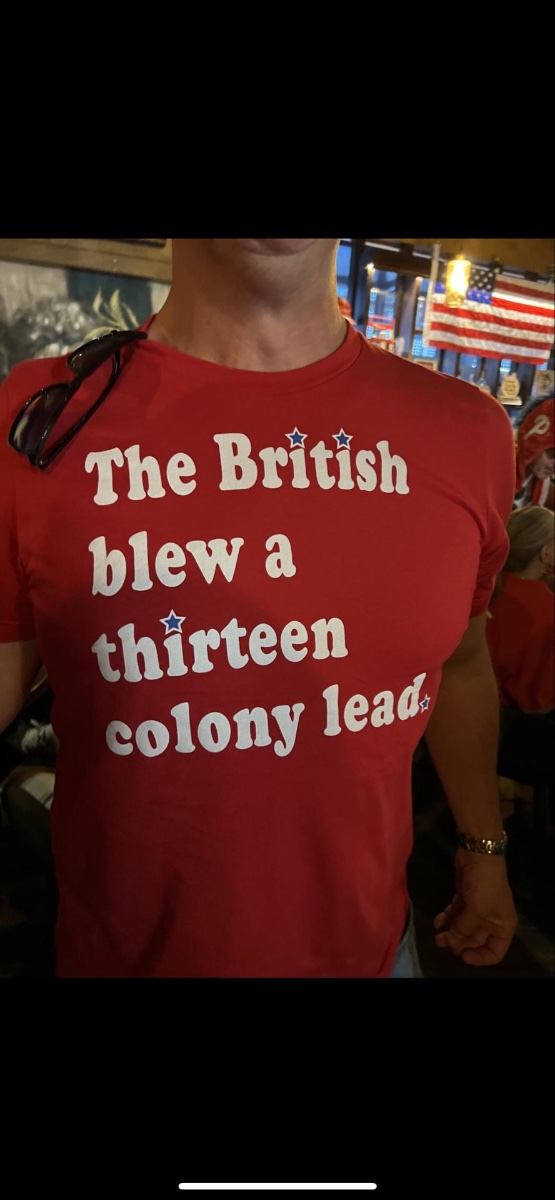 The British
blew a
thirteen
colony lead.